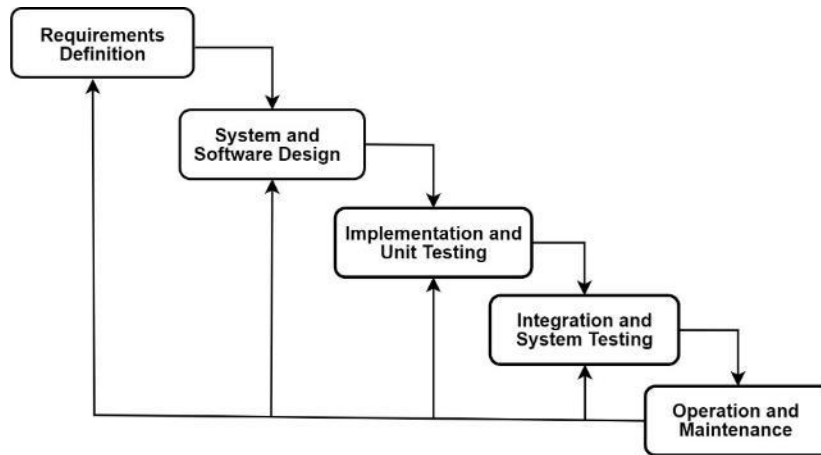 Requirements
Definition
System and
Software Design
Implementation and
Unit Testing
Integration and
System Testing
Operation and
Maintenance